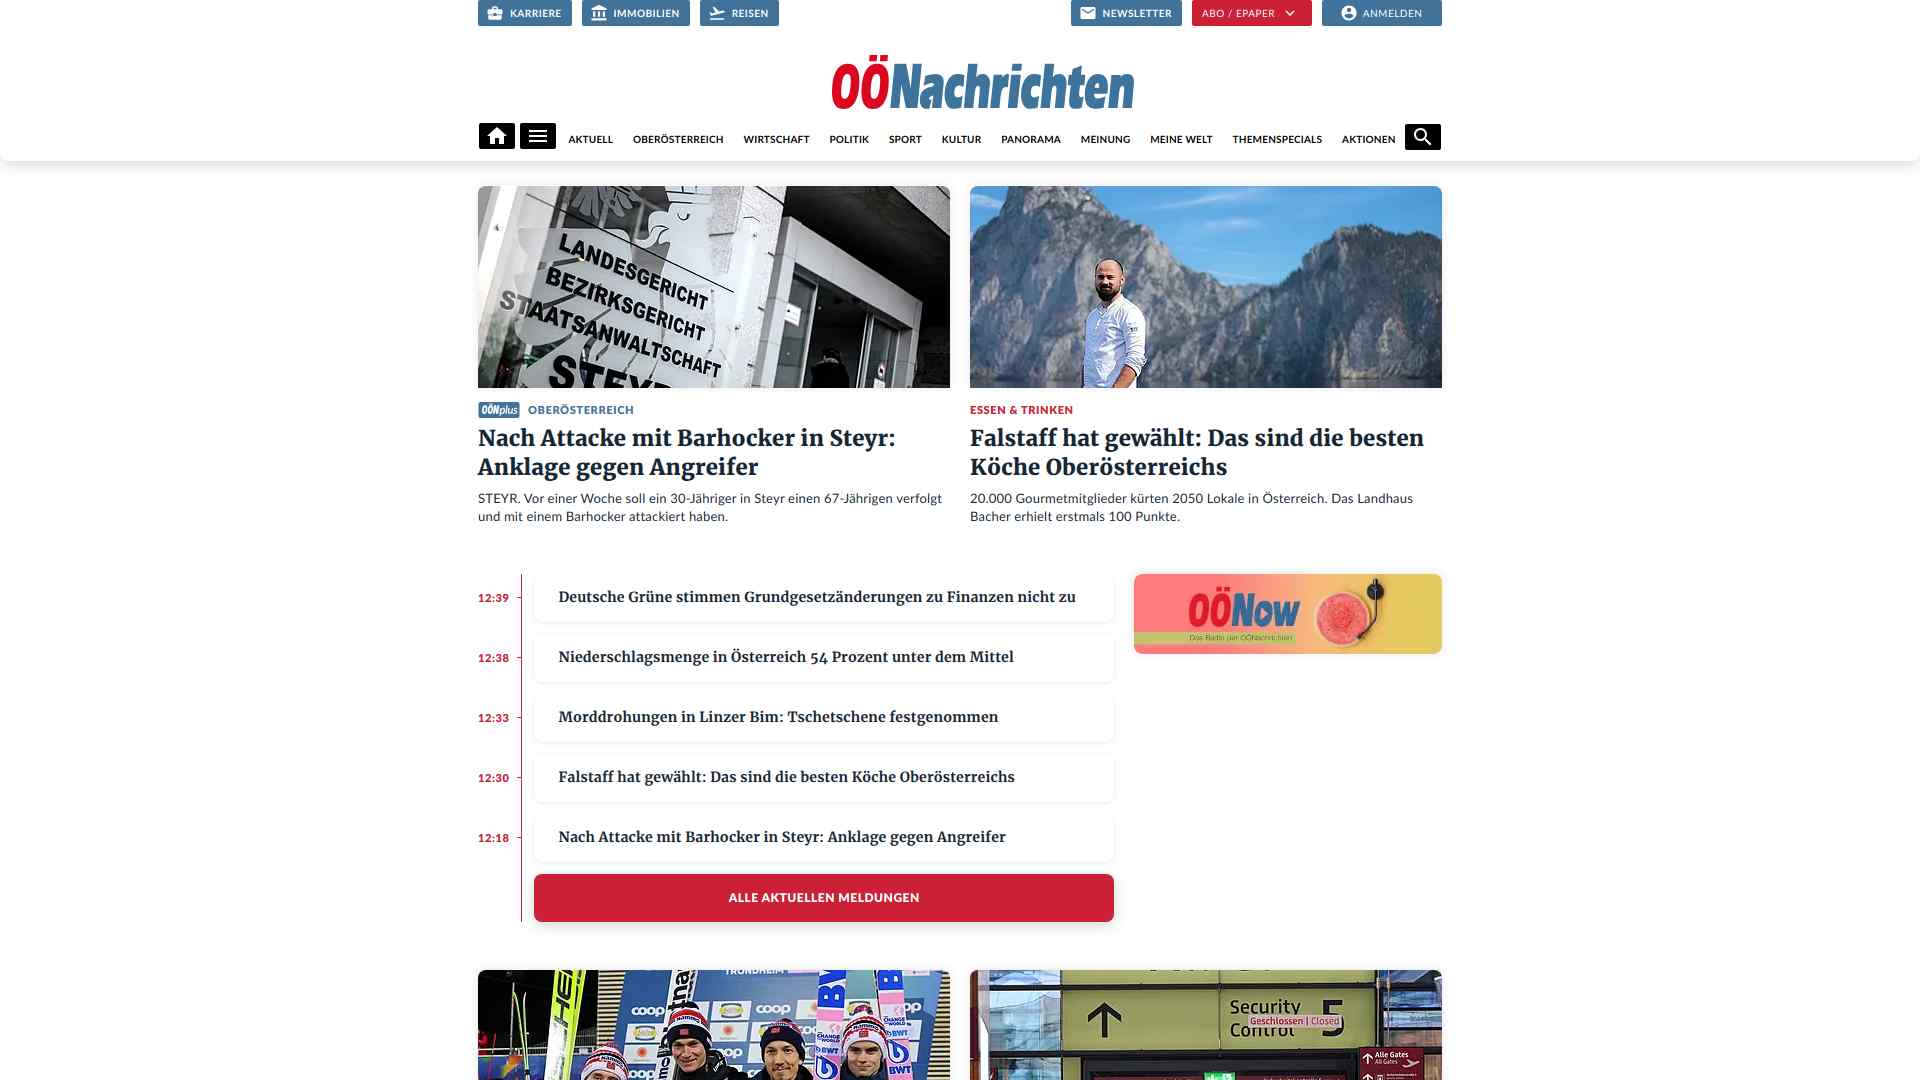 KARRIERE
IMMOBILIEN
REISEN
NEWSLETTER
ABO / EPAPER
ANMELDEN
OÖNachrichten
AKTUELL
OBERÖSTERREICH
WIRTSCHAFT
POLITIK
SPORT
KULTUR
PANORAMA
MEINUNG
MEINE WELT
THEMENSPECIALS
AKTIONEN
LANDESGERICHT
BEZIRKSGERICHT
STAATSANWALTSCHAFT
STEYR
OÖNplus OBERÖSTERREICH
Nach Attacke mit Barhocker in Steyr:
Anklage gegen Angreifer
STEYR. Vor einer Woche soll ein 30-Jähriger in Steyr einen 67-Jährigen verfolgt
und mit einem Barhocker attackiert haben.
ESSEN & TRINKEN
Falstaff hat gewählt: Das sind die besten
Köche Oberösterreichs
20.000 Gourmetmitglieder kürten 2050 Lokale in Österreich. Das Landhaus
Bacher erhielt erstmals 100 Punkte.
12:39 Deutsche Grüne stimmen Grundgesetzänderungen zu Finanzen nicht zu
12:38 Niederschlagsmenge in Österreich 54 Prozent unter dem Mittel
12:33 Morddrohungen in Linzer Bim: Tschetschene festgenommen
12:30 Falstaff hat gewählt: Das sind die besten Köche Oberösterreichs
12:18 Nach Attacke mit Barhocker in Steyr: Anklage gegen Angreifer
ALLE AKTUELLEN MELDUNGEN
OÖNow
Das Radio der OÖNachrichten
TRONDHEIM
coop
coop
BWT
BWT
Security
Control 5
Geschlossen | Closed
Alle Gates
All Gates